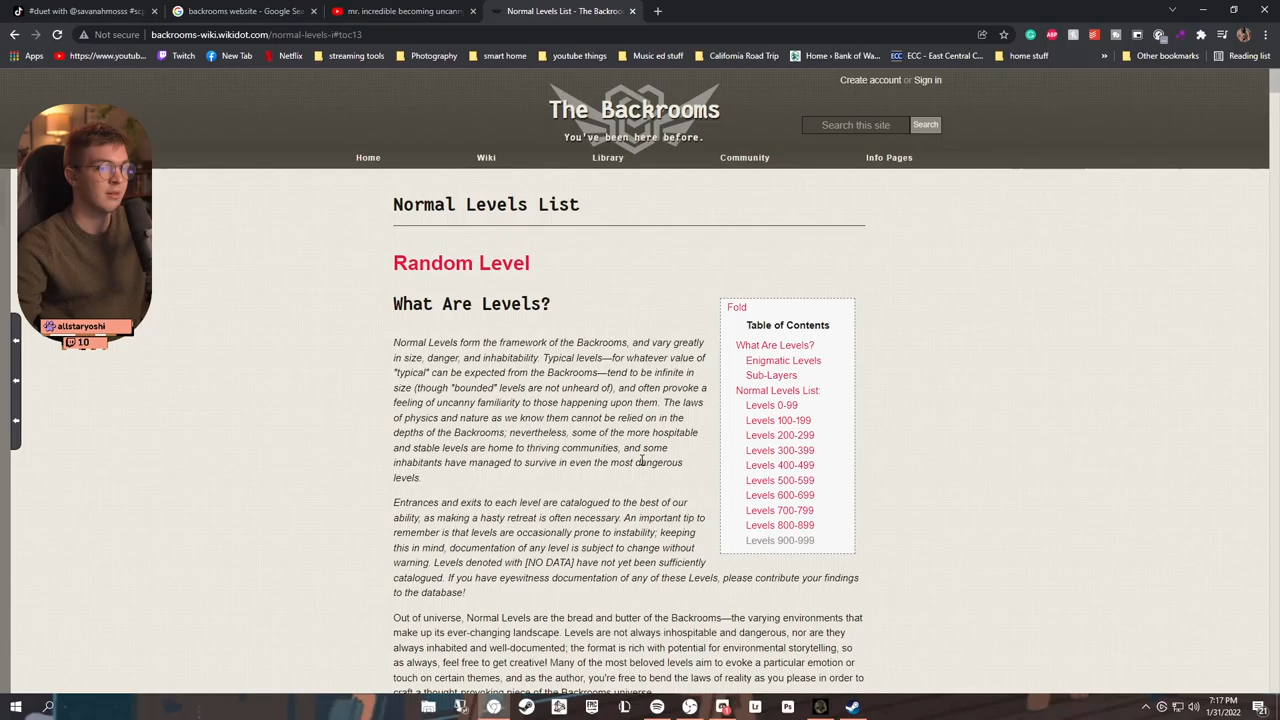 #duet with @savanahmosss #scp
backrooms website - Google Sea
mr. incredible becoming uncann
Normal Levels List - The Backroo
Not secure | backrooms-wiki.wikidot.com/normal-levels-i#toc13
Apps
https://www.youtub...
Twitch
Netflix
streaming tools
Photography
smart home
youtube things
Music ed stuff
California Road Trip
Home › Bank of Wa...
ECC - East Central C...
home stuff
»
Other bookmarks
Reading list
Create account or Sign in
The Backrooms
You've been here before.
Search this site
Search
Home
Wiki
Library
Community
Info Pages
Normal Levels List
Random Level
What Are Levels?
Normal Levels form the framework of the Backrooms, and vary greatly
in size, danger, and inhabitability. Typical levels—for whatever value of
"typical" can be expected from the Backrooms—tend to be infinite in
size (though "bounded" levels are not unheard of), and often provoke a
feeling of uncanny familiarity to those happening upon them. The laws
of physics and nature as we know them cannot be relied on in the
depths of the Backrooms; nevertheless, some of the more hospitable
and stable levels are home to thriving communities, and some
inhabitants have managed to survive in even the most dangerous
levels.
Entrances and exits to each level are catalogued to the best of our
ability, as making a hasty retreat is often necessary. An important tip to
remember is that levels are occasionally prone to instability; keeping
this in mind, documentation of any level is subject to change without
warning. Levels denoted with [NO DATA] have not yet been sufficiently
catalogued. If you have eyewitness documentation of any of these Levels, please contribute your findings
to the database!
Out of universe, Normal Levels are the bread and butter of the Backrooms—the varying environments that
make up its ever-changing landscape. Levels are not always inhospitable and dangerous, nor are they
always inhabited and well-documented; the format is rich with potential for environmental storytelling, so
as always, feel free to get creative! Many of the most beloved levels aim to evoke a particular emotion or
touch on certain themes, and as the author, you're free to bend the laws of reality as you please in order to
craft a thought provoking piece of the Backrooms universe.
Fold
Table of Contents
What Are Levels?
Enigmatic Levels
Sub-Layers
Normal Levels List:
Levels 0-99
Levels 100-199
Levels 200-299
Levels 300-399
Levels 400-499
Levels 500-599
Levels 600-699
Levels 700-799
Levels 800-899
Levels 900-999
allstaryoshi
10
7:17 PM
1/31/2022